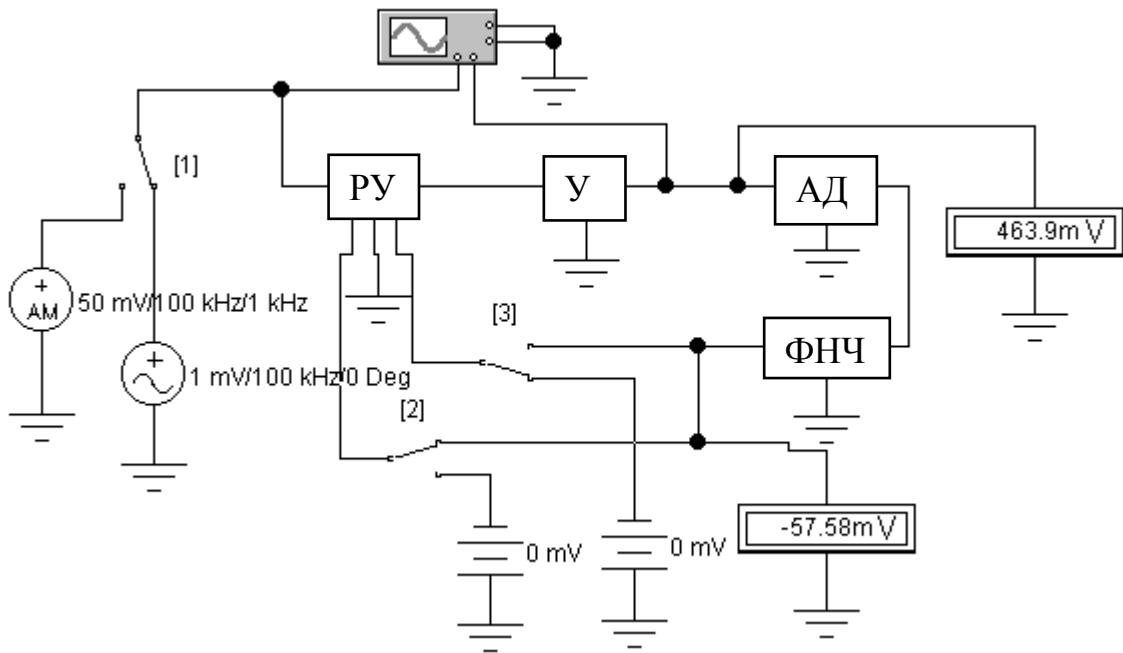 [1]
РУ
У
АД
463.9m V
+
AM
50 mV/100 kHz/1 kHz
[3]
ФНЧ
+
1 mV/100 kHz/0 Deg
[2]
0 mV
0 mV
-57.58m V